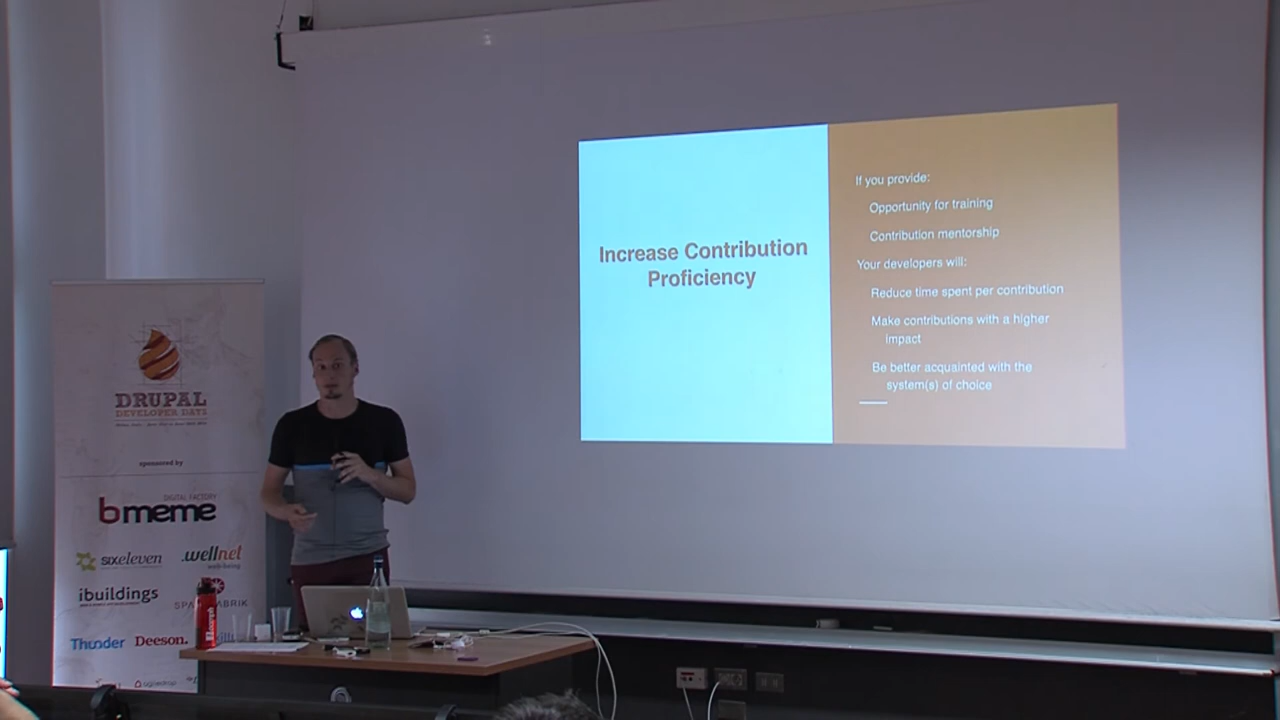 Increase Contribution
Proficiency
If you provide:
Opportunity for training
Contribution mentorship
Your developers will:
Reduce time spent per contribution
Make contributions with a higher
impact
Be better acquainted with the
system(s) of choice
DRUPAL
DEVELOPER DAYS
sponsored by
DIGITAL FACTORY
bmeme
sixeleven
.wellnet
ibuildings
Thunder
Deeson.